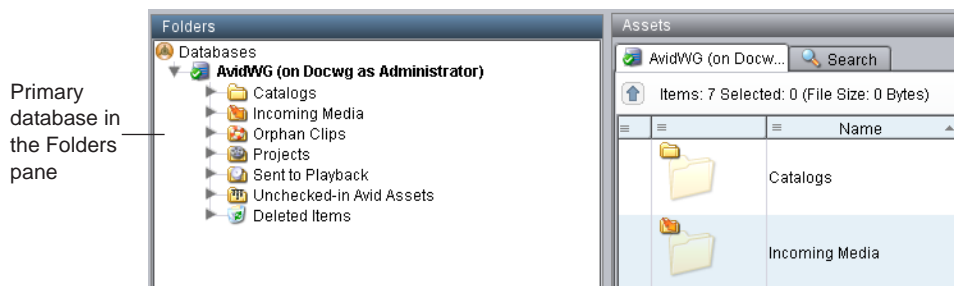 Primary
database in
the Folders
pane
Folders
Databases
AvidWG (on Docwg as Administrator)
Catalogs
Incoming Media
Orphan Clips
Projects
Sent to Playback
Unchecked-in Avid Assets
Deleted Items
Assets
AvidWG (on Docw...
Search
Items: 7 Selected: 0 (File Size: 0 Bytes)
Name
Catalogs
Incoming Media